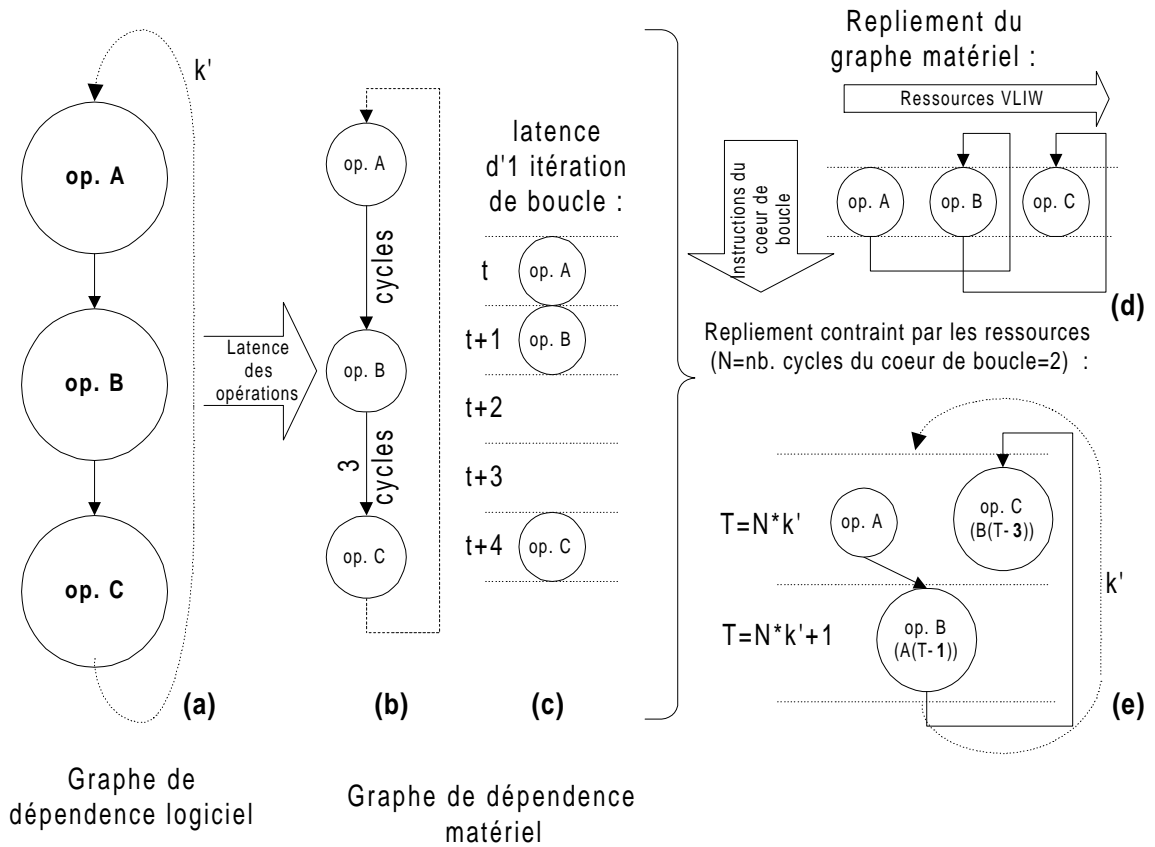 k'
op. A
op. B
op. C
(a)
Graphe de
dépendence logiciel
Latence
des
opérations
op. A
cycles
op. B
3
cycles
op. C
(b)
latence
d'1 itération
de boucle :
t
op. A
t+1
op. B
t+2
t+3
t+4
op. C
(c)
Graphe de dépendence
matériel
Repliement du
graphe matériel :
Ressources VLIW
Instructions du
coeur de
boucle
op. A
op. B
op. C
(d)
Repliement contraint par les ressources
(N=nb. cycles du coeur de boucle=2) :
T=N*k'
op. A
op. C
(B(T-3))
k'
T=N*k'+1
op. B
(A(T-1))
(e)